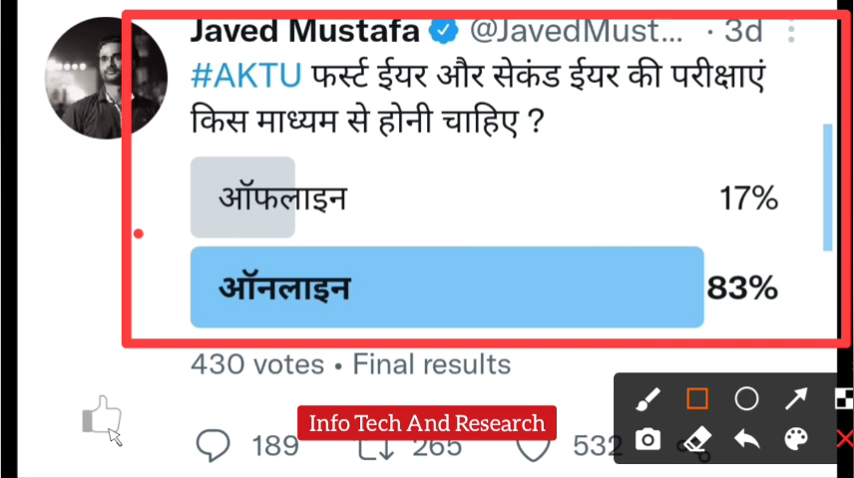 Javed Mustafa @JavedMust... · 3d
#AKTU फर्स्ट ईयर और सेकंड ईयर की परीक्षाएं
किस माध्यम से होनी चाहिए ?
ऑफलाइन 17%
ऑनलाइन 83%
430 votes • Final results
Info Tech And Research
189 265 532